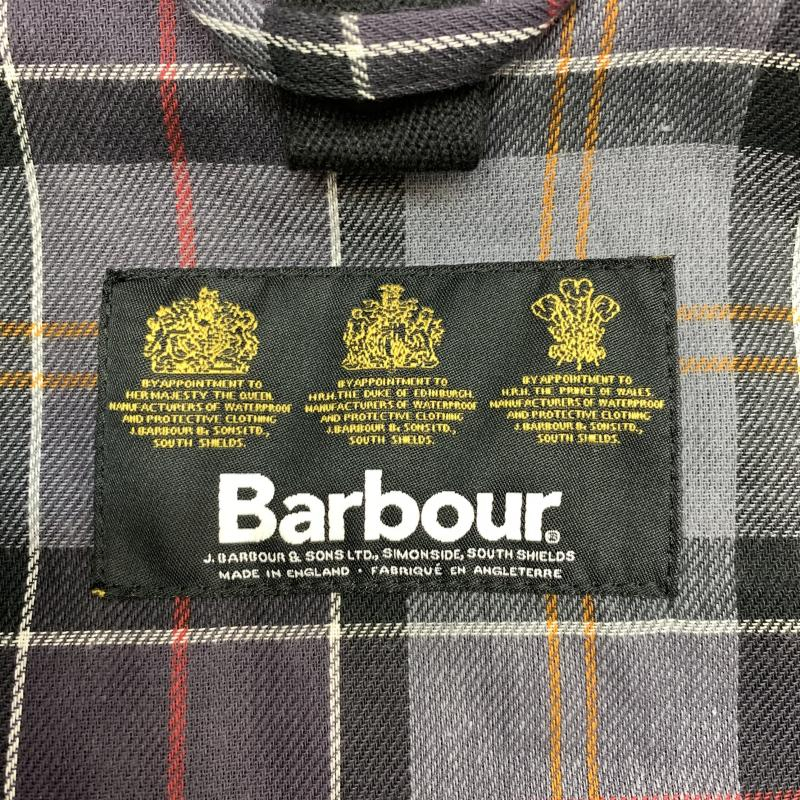 BY APPOINTMENT TO
HER MAJESTY THE QUEEN
MANUFACTURERS OF WATERPROOF
AND PROTECTIVE CLOTHING
J. BARBOUR & SONS LTD.,
SOUTH SHIELDS.
BY APPOINTMENT TO
H.R.H. THE DUKE OF EDINBURGH
MANUFACTURERS OF WATERPROOF
AND PROTECTIVE CLOTHING
J. BARBOUR & SONS LTD.,
SOUTH SHIELDS.
BY APPOINTMENT TO
H.R.H. THE PRINCE OF WALES
MANUFACTURERS OF WATERPROOF
AND PROTECTIVE CLOTHING
J. BARBOUR & SONS LTD.,
SOUTH SHIELDS.
Barbour®
J. BARBOUR & SONS LTD., SIMONSIDE, SOUTH SHIELDS
MADE IN ENGLAND · FABRIQUÉ EN ANGLETERRE